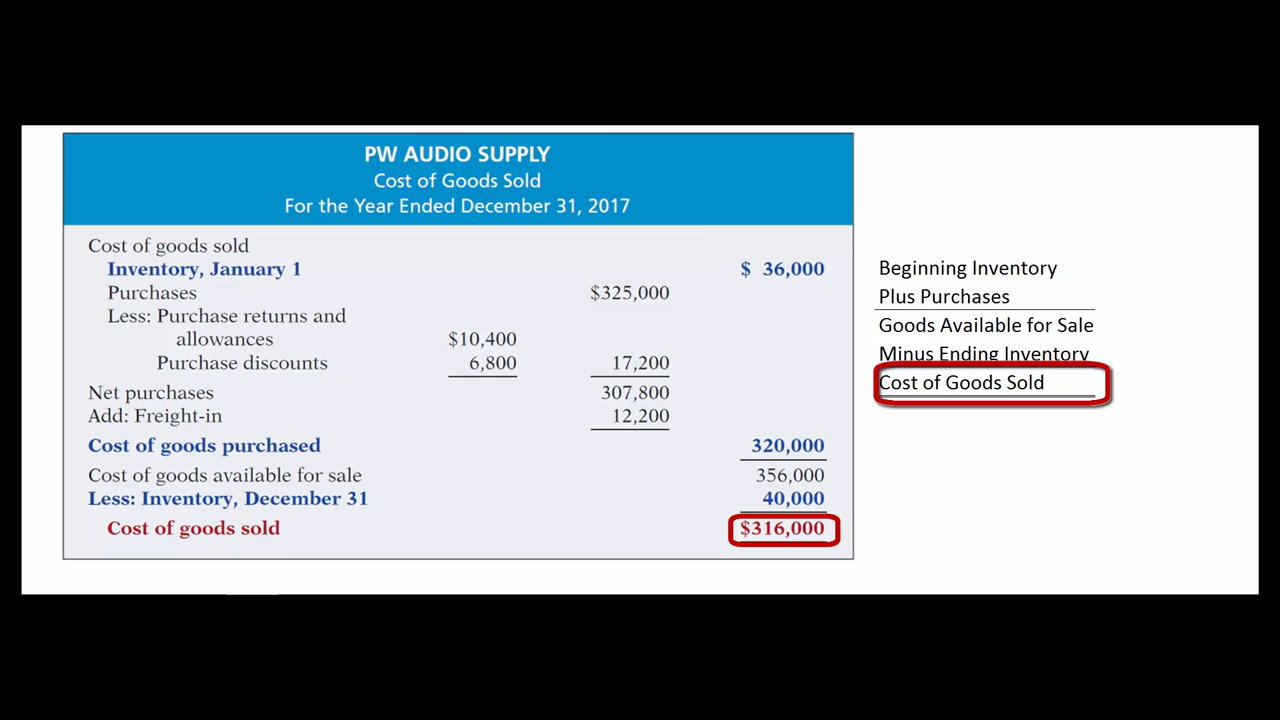 PW AUDIO SUPPLY
Cost of Goods Sold
For the Year Ended December 31, 2017
Cost of goods sold
Inventory, January 1 $ 36,000
Purchases $325,000
Less: Purchase returns and
allowances $10,400
Purchase discounts 6,800 17,200
Net purchases 307,800
Add: Freight-in 12,200
Cost of goods purchased 320,000
Cost of goods available for sale 356,000
Less: Inventory, December 31 40,000
Cost of goods sold $316,000
Beginning Inventory
Plus Purchases
Goods Available for Sale
Minus Ending Inventory
Cost of Goods Sold